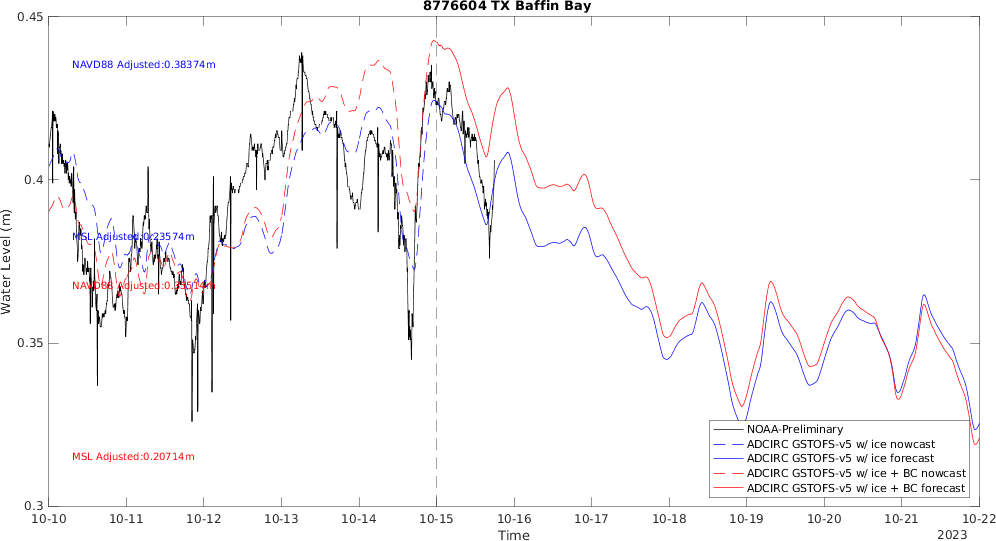 8776604 TX Baffin Bay
0.45
NAVD88 Adjusted:0.38374m
0.4
MSL Adjusted:0.23574m
NAVD88 Adjusted:0.35514m
0.35
MSL Adjusted:0.20714m
0.3
Water Level (m)
NOAA-Preliminary
ADCIRC GSTOFS-v5 w/ ice nowcast
ADCIRC GSTOFS-v5 w/ ice forecast
ADCIRC GSTOFS-v5 w/ ice + BC nowcast
ADCIRC GSTOFS-v5 w/ ice + BC forecast
10-10 10-11 10-12 10-13 10-14 10-15 10-16 10-17 10-18 10-19 10-20 10-21 10-22
Time
2023